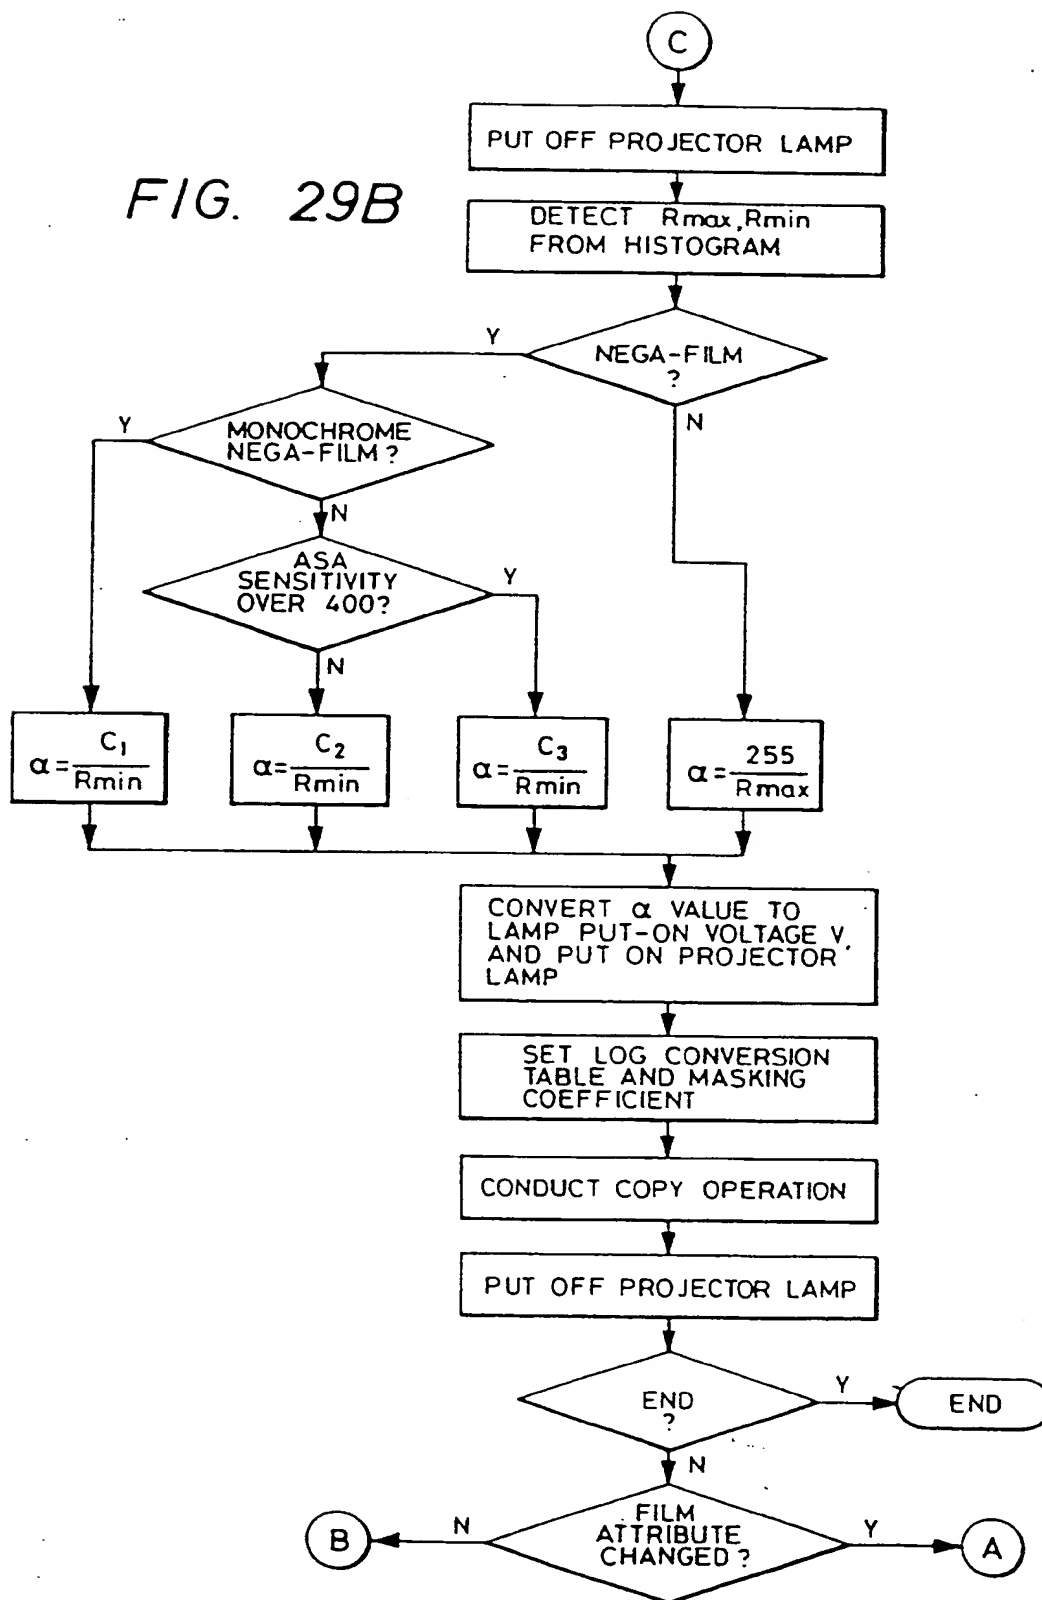 C
PUT OFF PROJECTOR LAMP
FIG. 29B
DETECT Rmax,Rmin
FROM HISTOGRAM
NEGA-FILM
?
Y
N
MONOCHROME
NEGA-FILM?
Y
N
ASA
SENSITIVITY
OVER 400?
Y
N
α=C1/Rmin
α=C2/Rmin
α=C3/Rmin
α=255/Rmax
CONVERT α VALUE TO
LAMP PUT-ON VOLTAGE V,
AND PUT ON PROJECTOR
LAMP
SET LOG CONVERSION
TABLE AND MASKING
COEFFICIENT
CONDUCT COPY OPERATION
PUT OFF PROJECTOR LAMP
END
?
Y
END
N
FILM
ATTRIBUTE
CHANGED?
N
B
Y
A